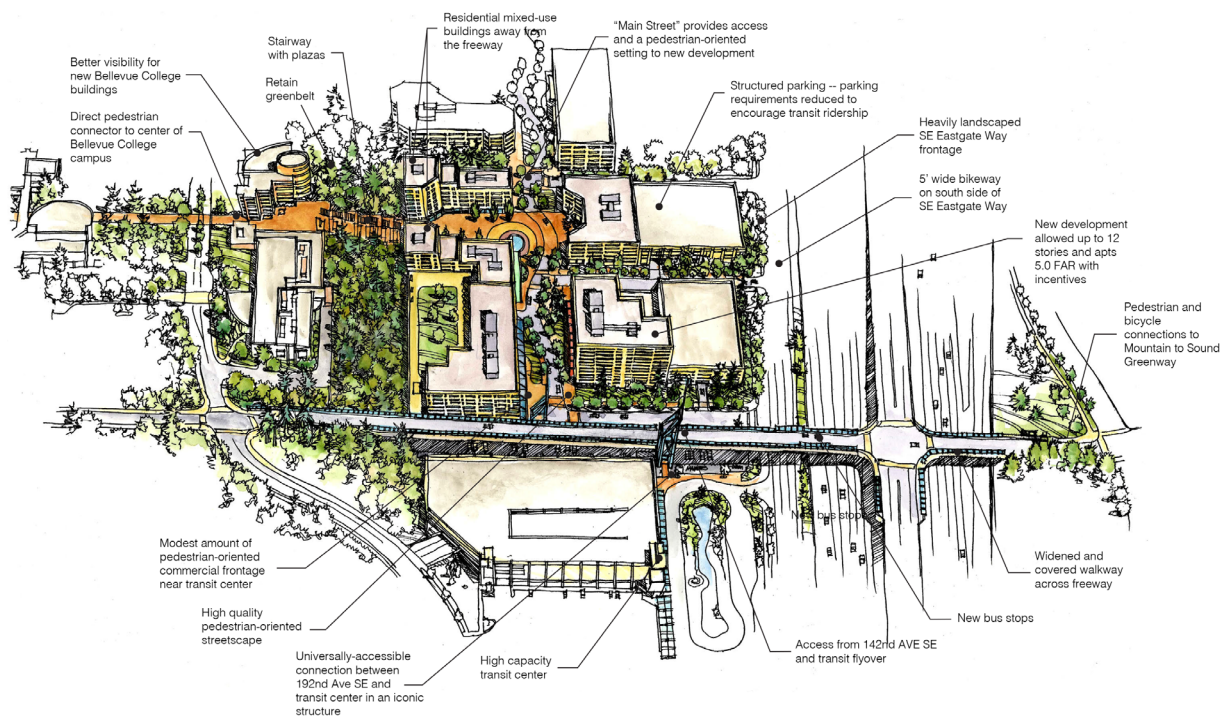 Residential mixed-use
buildings away from
the freeway
"Main Street" provides access
and a pedestrian-oriented
setting to new development
Stairway
with plazas
Better visibility for
new Bellevue College
buildings
Retain
greenbelt
Structured parking -- parking
requirements reduced to
encourage transit ridership
Direct pedestrian
connector to center of
Bellevue College
campus
Heavily landscaped
SE Eastgate Way
frontage
5' wide bikeway
on south side of
SE Eastgate Way
New development
allowed up to 12
stories and apts
5.0 FAR with
incentives
Pedestrian and
bicycle
connections to
Mountain to Sound
Greenway
New bus stops
Modest amount of
pedestrian-oriented
commercial frontage
near transit center
Widened and
covered walkway
across freeway
High quality
pedestrian-oriented
streetscape
New bus stops
Universally-accessible
connection between
192nd Ave SE and
transit center in an iconic
structure
High capacity
transit center
Access from 142nd AVE SE
and transit flyover